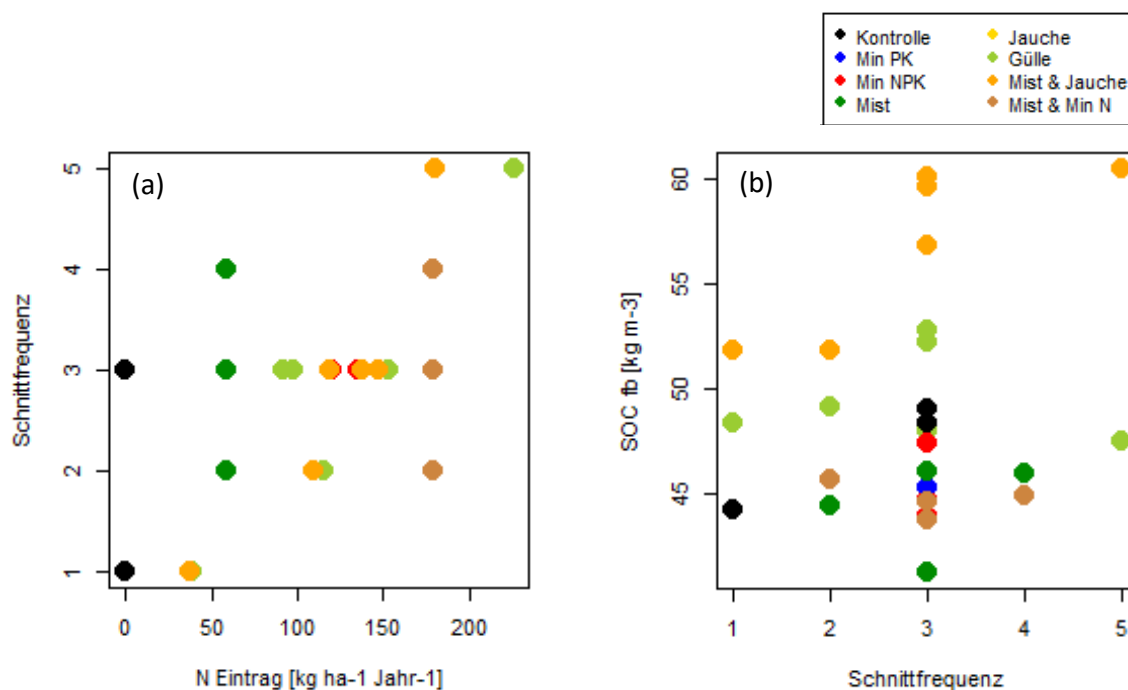 Kontrolle
Min PK
Min NPK
Mist
Jauche
Gülle
Mist & Jauche
Mist & Min N
(a)
Schnittfrequenz
5
4
3
2
1
0
50
100
150
200
N Eintrag [kg ha-1 Jahr-1]
(b)
SOC fb [kg m-3]
60
55
50
45
1
2
3
4
5
Schnittfrequenz